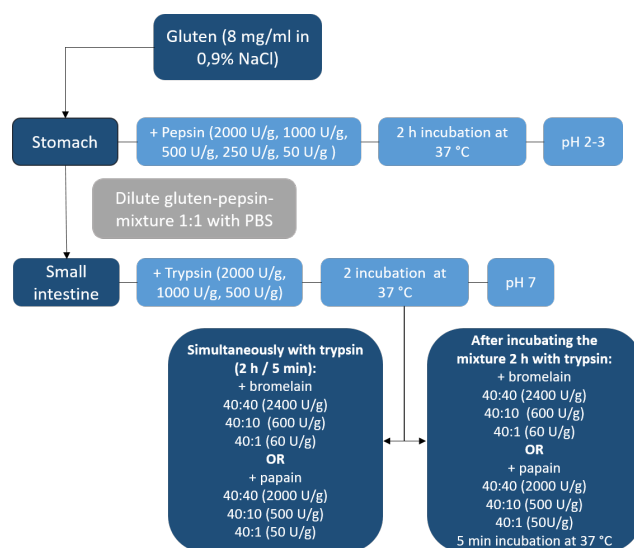 Gluten (8 mg/ml in
0,9% NaCl)
Stomach
+ Pepsin (2000 U/g, 1000 U/g,
500 U/g, 250 U/g, 50 U/g )
2 h incubation at
37 °C
pH 2-3
Dilute gluten-pepsin-
mixture 1:1 with PBS
Small
intestine
+ Trypsin (2000 U/g,
1000 U/g, 500 U/g)
2 incubation at
37 °C
pH 7
Simultaneously with trypsin
(2 h / 5 min):
+ bromelain
40:40 (2400 U/g)
40:10 (600 U/g)
40:1 (60 U/g)
OR
+ papain
40:40 (2000 U/g)
40:10 (500 U/g)
40:1 (50 U/g)
After incubating the
mixture 2 h with trypsin:
+ bromelain
40:40 (2400 U/g)
40:10 (600 U/g)
40:1 (60 U/g)
OR
+ papain
40:40 (2000 U/g)
40:10 (500 U/g)
40:1 (50U/g)
5 min incubation at 37 °C